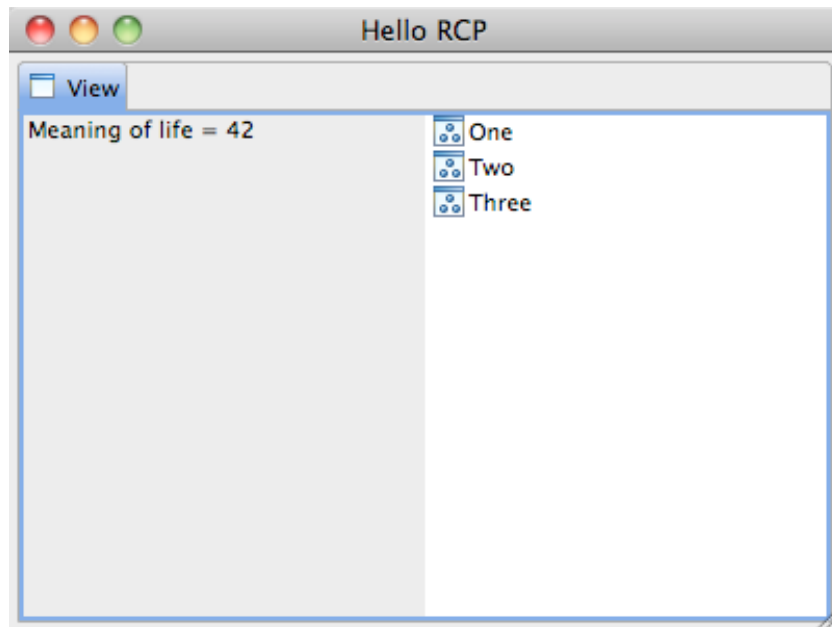 Hello RCP
View
Meaning of life = 42
One
Two
Three